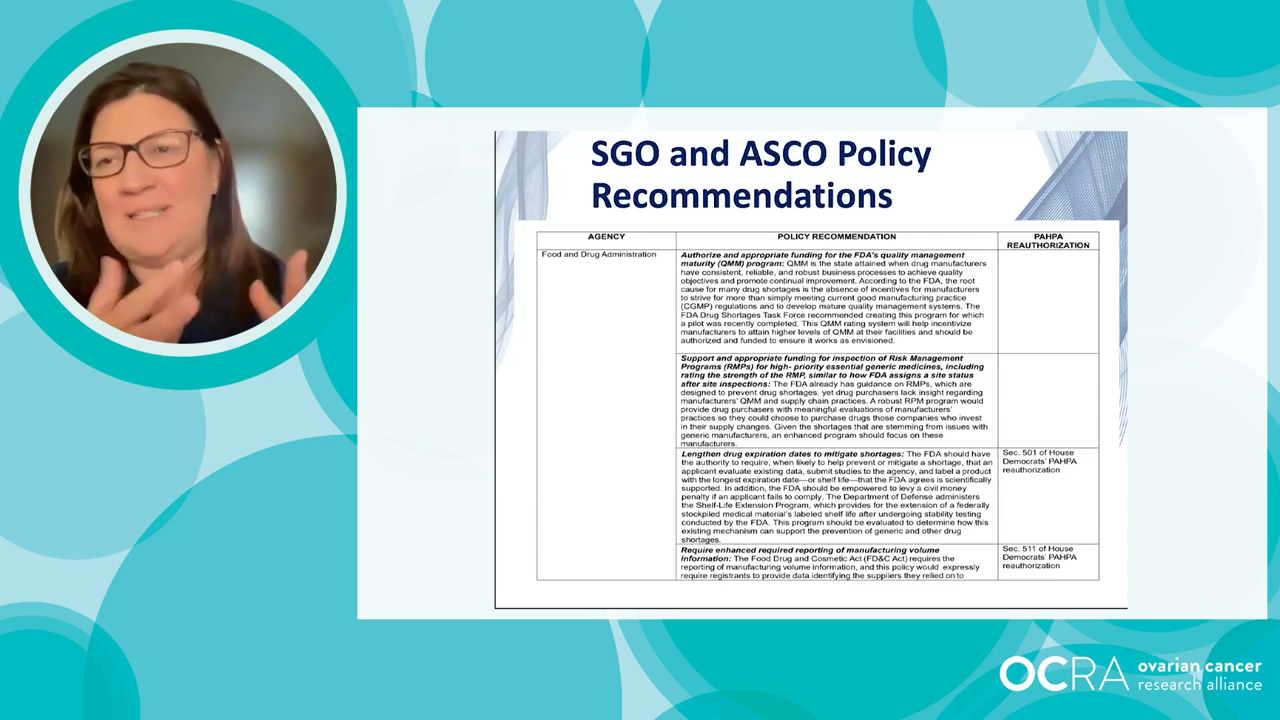 SGO and ASCO Policy
Recommendations
AGENCY
POLICY RECOMMENDATION
PAHPA
REAUTHORIZATION
Food and Drug Administration
Authorize and appropriate funding for the FDA's quality management
maturity (QMM) program: QMM is the state attained when drug manufacturers
have consistent, reliable, and robust business processes to achieve quality
objectives and promote continual improvement. According to the FDA, the root
cause for many drug shortages is the absence of incentives for manufacturers
to strive for more than simply meeting current good manufacturing practice
(CGMP) regulations and to develop mature quality management systems. The
FDA Drug Shortages Task Force recommended creating this program for which
a pilot was recently completed. This QMM rating system will help incentivize
manufacturers to attain higher levels of QMM at their facilities and should be
authorized and funded to ensure it works as envisioned.
Support and appropriate funding for inspection of Risk Management
Programs (RMPs) for high- priority essential generic medicines, including
rating the strength of the RMP, similar to how FDA assigns a site status
after site inspections: The FDA already has guidance on RMPs, which are
designed to prevent drug shortages, yet drug purchasers lack insight regarding
manufacturers' QMM and supply chain practices. A robust RPM program would
provide drug purchasers with meaningful evaluations of manufacturers'
practices so they could choose to purchase drugs those companies who invest
in their supply changes. Given the shortages that are stemming from issues with
generic manufacturers, an enhanced program should focus on these
manufacturers.
Lengthen drug expiration dates to mitigate shortages: The FDA should have
the authority to require, when likely to help prevent or mitigate a shortage, that an
applicant evaluate existing data, submit studies to the agency, and label a product
with the longest expiration date—or shelf life—that the FDA agrees is scientifically
supported. In addition, the FDA should be empowered to levy a civil money
penalty if an applicant fails to comply. The Department of Defense administers
the Shelf-Life Extension Program, which provides for the extension of a federally
stockpiled medical material's labeled shelf life after undergoing stability testing
conducted by the FDA. This program should be evaluated to determine how this
existing mechanism can support the prevention of generic and other drug
shortages.
Sec. 501 of House
Democrats' PAHPA
reauthorization
Require enhanced required reporting of manufacturing volume
information: The Food Drug and Cosmetic Act (FD&C Act) requires the
reporting of manufacturing volume information, and this policy would expressly
require registrants to provide data identifying the suppliers they relied on to
Sec. 511 of House
Democrats' PAHPA
reauthorization
OCRA
ovarian cancer
research alliance